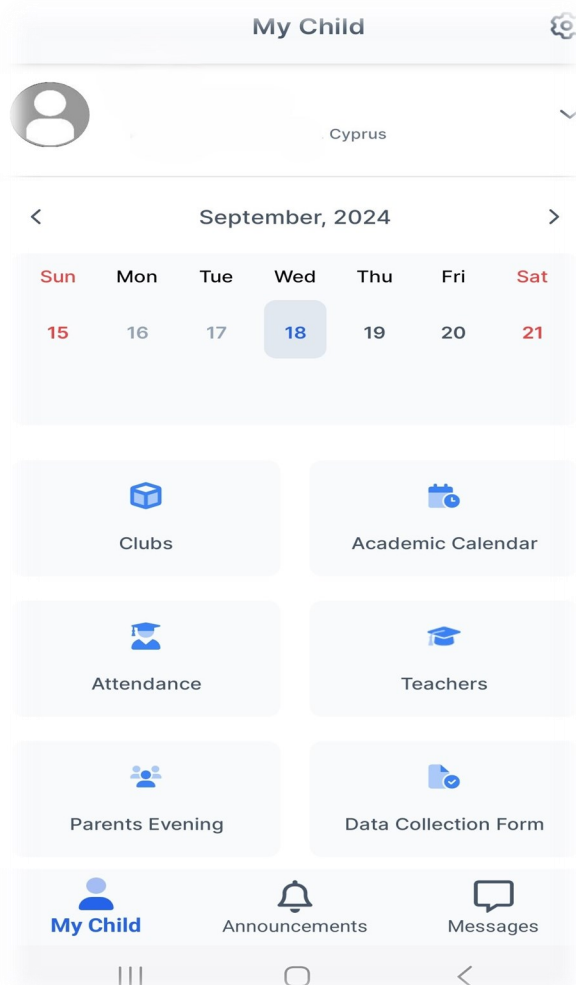 My Child
Cyprus
September, 2024
Sun Mon Tue Wed Thu Fri Sat
15 16 17 18 19 20 21
Clubs
Academic Calendar
Attendance
Teachers
Parents Evening
Data Collection Form
My Child
Announcements
Messages